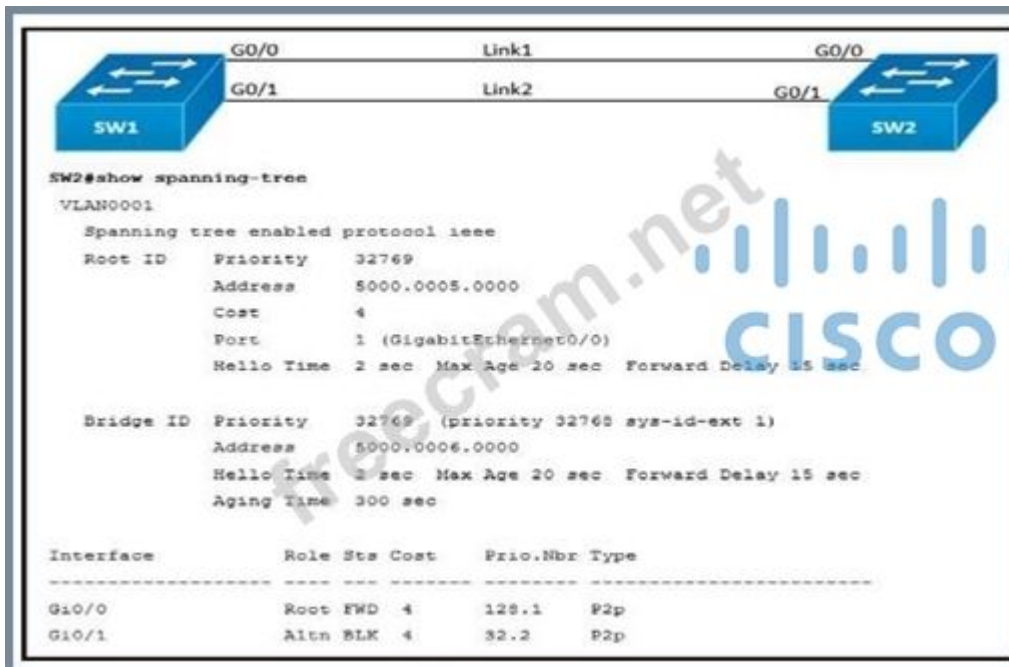 G0/0 Link1 G0/0
G0/1 Link2 G0/1
SW1 SW2
SW2#show spanning-tree
VLAN0001
Spanning tree enabled protocol ieee
Root ID Priority 32769
Address 5000.0005.0000
Cost 4
Port 1 (GigabitEthernet0/0)
Hello Time 2 sec Max Age 20 sec Forward Delay 15 sec
Bridge ID Priority 32769 (priority 32768 sys-id-ext 1)
Address 5000.0006.0000
Hello Time 2 sec Max Age 20 sec Forward Delay 15 sec
Aging Time 300 sec
Interface Role Sts Cost Prio.Nbr Type
------------------- ---- --- ------- -------- ------------------------
Gi0/0 Root FWD 4 128.1 P2p
Gi0/1 Altn BLK 4 32.2 P2p
CISCO
freecram.net